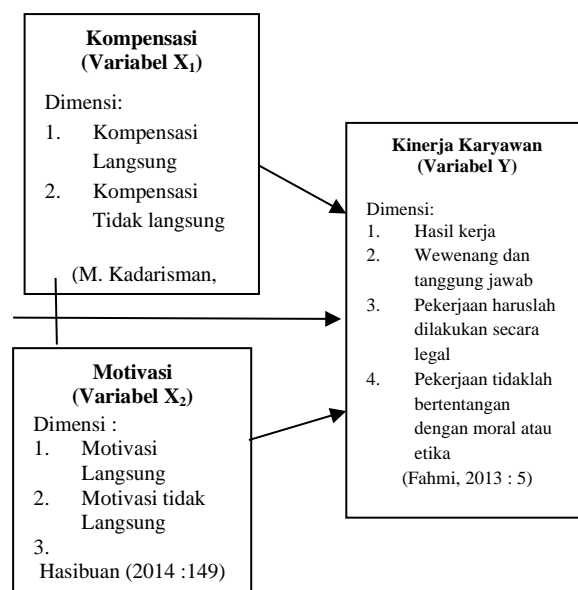 Kompensasi
(Variabel X₁)
Dimensi:
1. Kompensasi
Langsung
2. Kompensasi
Tidak langsung
(M. Kadarisman,
Motivasi
(Variabel X₂)
Dimensi :
1. Motivasi
Langsung
2. Motivasi tidak
Langsung
3.
Hasibuan (2014 :149)
Kinerja Karyawan
(Variabel Y)
Dimensi:
1. Hasil kerja
2. Wewenang dan
tanggung jawab
3. Pekerjaan haruslah
dilakukan secara
legal
4. Pekerjaan tidaklah
bertentangan
dengan moral atau
etika
(Fahmi, 2013 : 5)